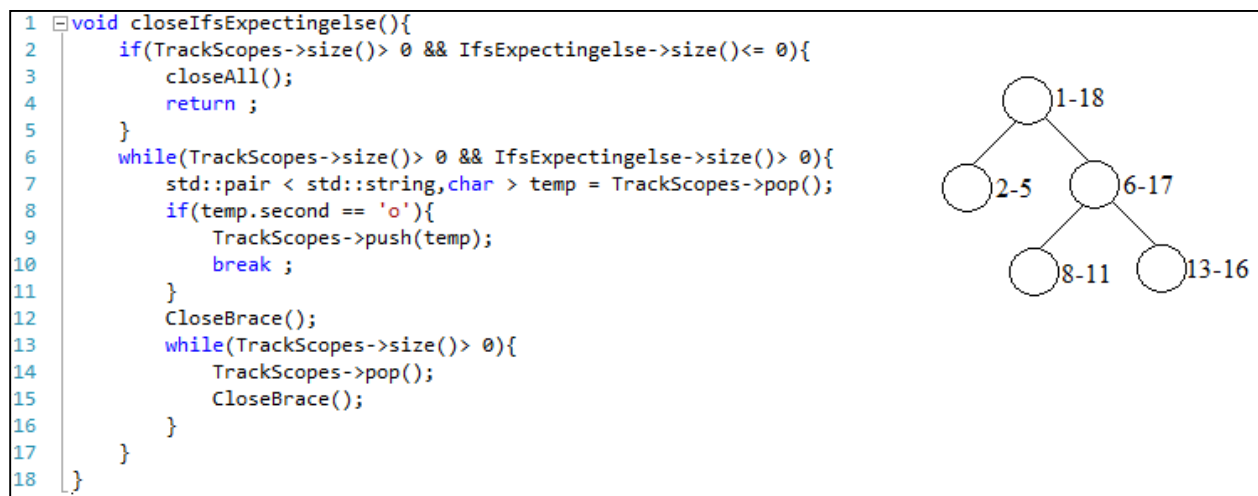 1 void closeIfsExpectingelse(){
2 if(TrackScopes->size()> 0 && IfsExpectingelse->size()<= 0){
3 closeAll();
4 return ;
5 }
6 while(TrackScopes->size()> 0 && IfsExpectingelse->size()> 0){
7 std::pair < std::string,char > temp = TrackScopes->pop();
8 if(temp.second == 'o'){
9 TrackScopes->push(temp);
10 break ;
11 }
12 CloseBrace();
13 while(TrackScopes->size()> 0){
14 TrackScopes->pop();
15 CloseBrace();
16 }
17 }
18 }
1-18
2-5
6-17
8-11
13-16